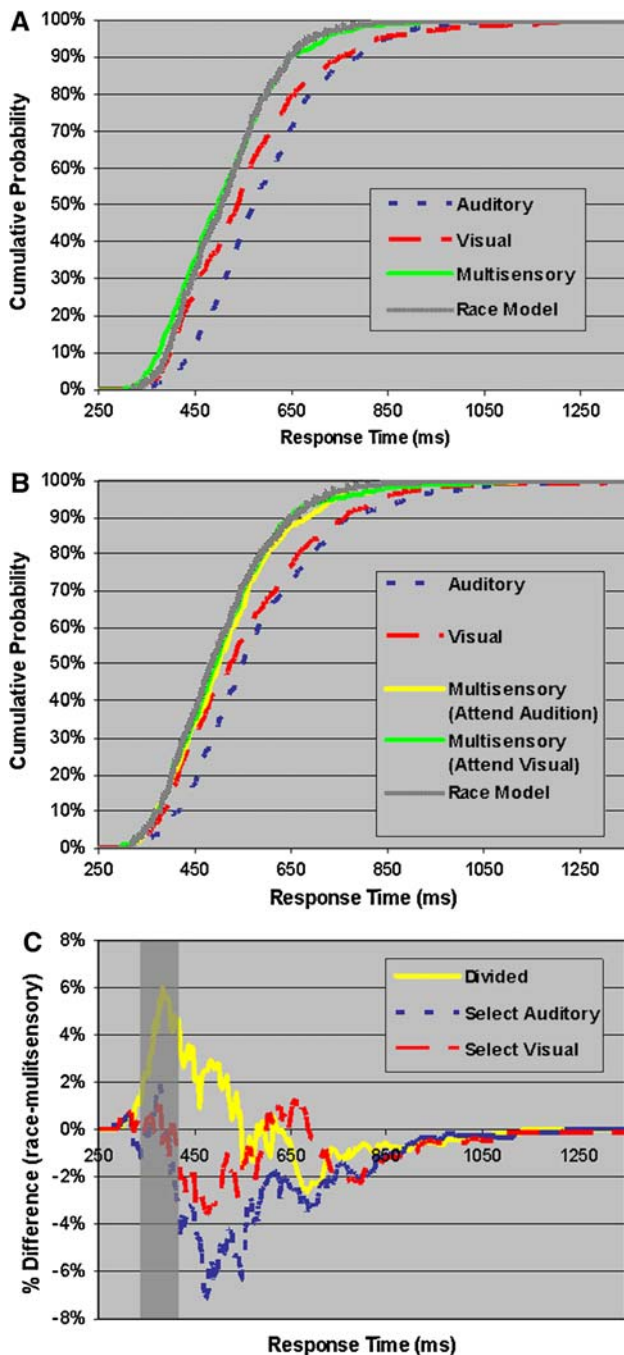 A
100%
90%
80%
70%
60%
50%
40%
30%
20%
10%
0%
Cumulative Probability
Auditory
Visual
Multisensory
Race Model
250 450 650 850 1050 1250
Response Time (ms)
B
100%
90%
80%
70%
60%
50%
40%
30%
20%
10%
0%
Cumulative Probability
Auditory
Visual
Multisensory
(Attend Audition)
Multisensory
(Attend Visual)
Race Model
250 450 650 850 1050 1250
Response Time (ms)
C
8%
6%
4%
2%
0%
-2%
-4%
-6%
-8%
% Difference (race-mulitsensory)
Divided
Select Auditory
Select Visual
250 450 650 850 1050 1250
Response Time (ms)